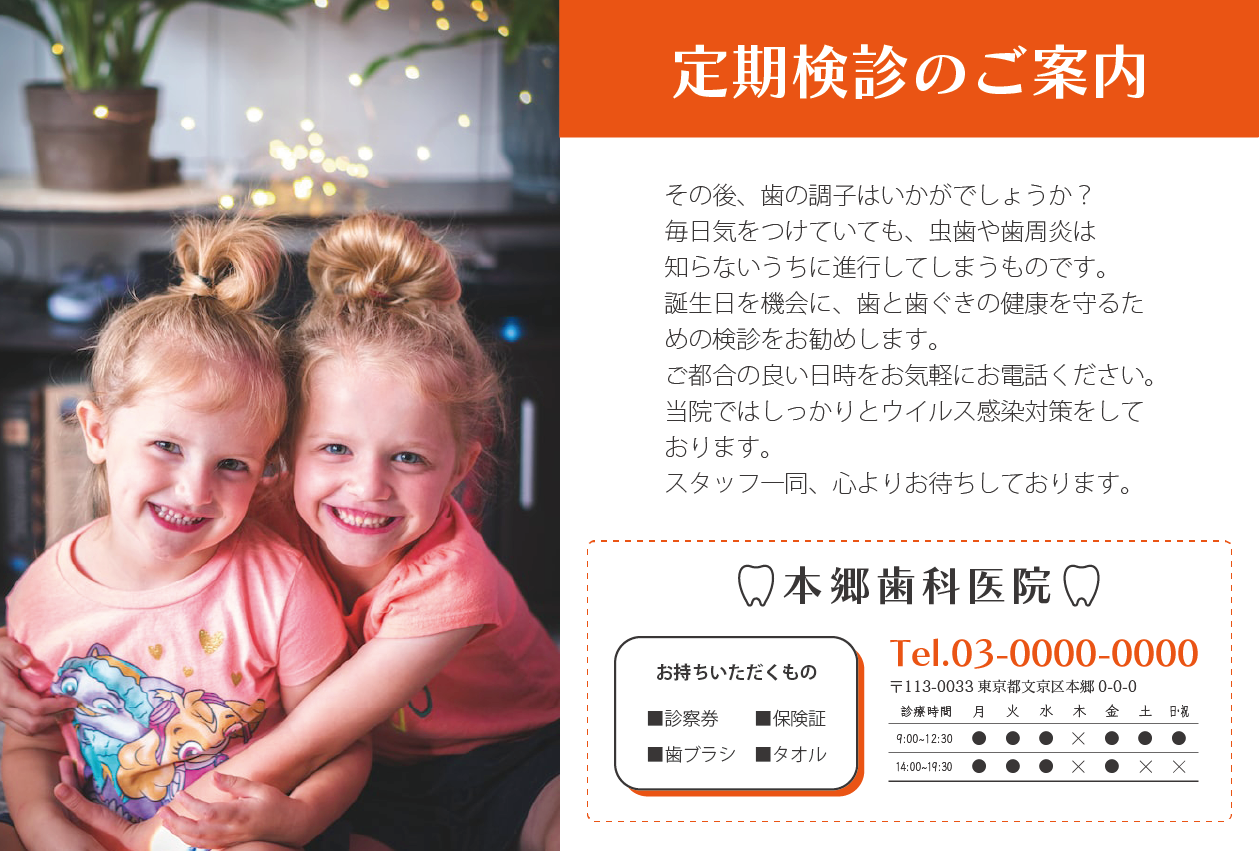 定期検診のご案内
その後、歯の調子はいかがでしょうか？
毎日気をつけていても、虫歯や歯周炎は
知らないうちに進行してしまうものです。
誕生日を機会に、歯と歯ぐきの健康を守るた
めの検診をお勧めします。
ご都合の良い日時をお気軽にお電話ください。
当院ではしっかりとウイルス感染対策をして
おります。
スタッフ一同、心よりお待ちしております。
本郷歯科医院
お持ちいただくもの
■診察券 ■保険証
■歯ブラシ ■タオル
Tel.03-0000-0000
〒113-0033 東京都文京区本郷 0-0-0
診療時間 月 火 水 木 金 土 日・祝
9:00~12:30 ● ● ● × ● ● ●
14:00~19:30 ● ● ● × ● × ×